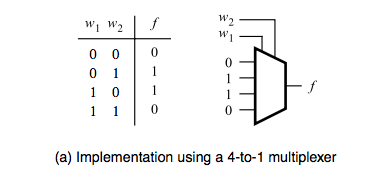 w1 w2 f
0 0 0
0 1 1
1 0 1
1 1 0
w2
w1
0
1
1
0
f
(a) Implementation using a 4-to-1 multiplexer